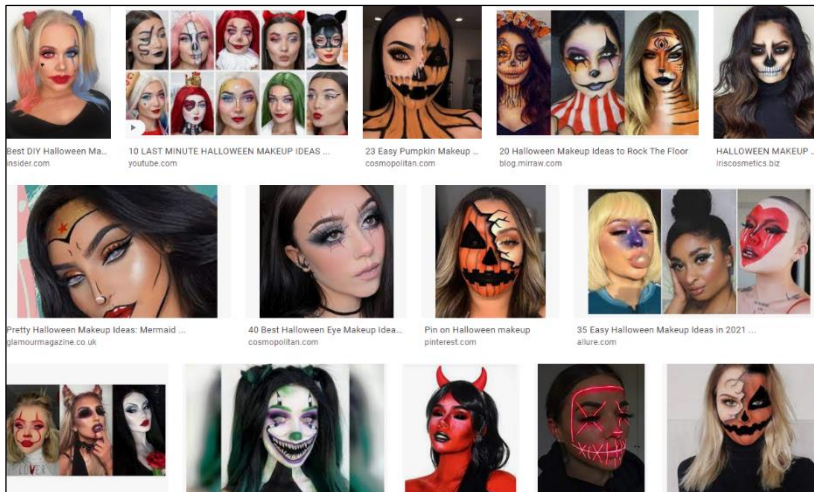 Best DIY Halloween Ma...
insider.com
10 LAST MINUTE HALLOWEEN MAKEUP IDEAS ...
youtube.com
23 Easy Pumpkin Makeup ...
cosmopolitan.com
20 Halloween Makeup Ideas to Rock The Floor
blog.mirraw.com
HALLOWEEN MAKEUP ...
iriscosmetics.biz
Pretty Halloween Makeup Ideas: Mermaid ...
glamourmagazine.co.uk
40 Best Halloween Eye Makeup Idea...
cosmopolitan.com
Pin on Halloween makeup
pinterest.com
35 Easy Halloween Makeup Ideas in 2021 ...
allure.com